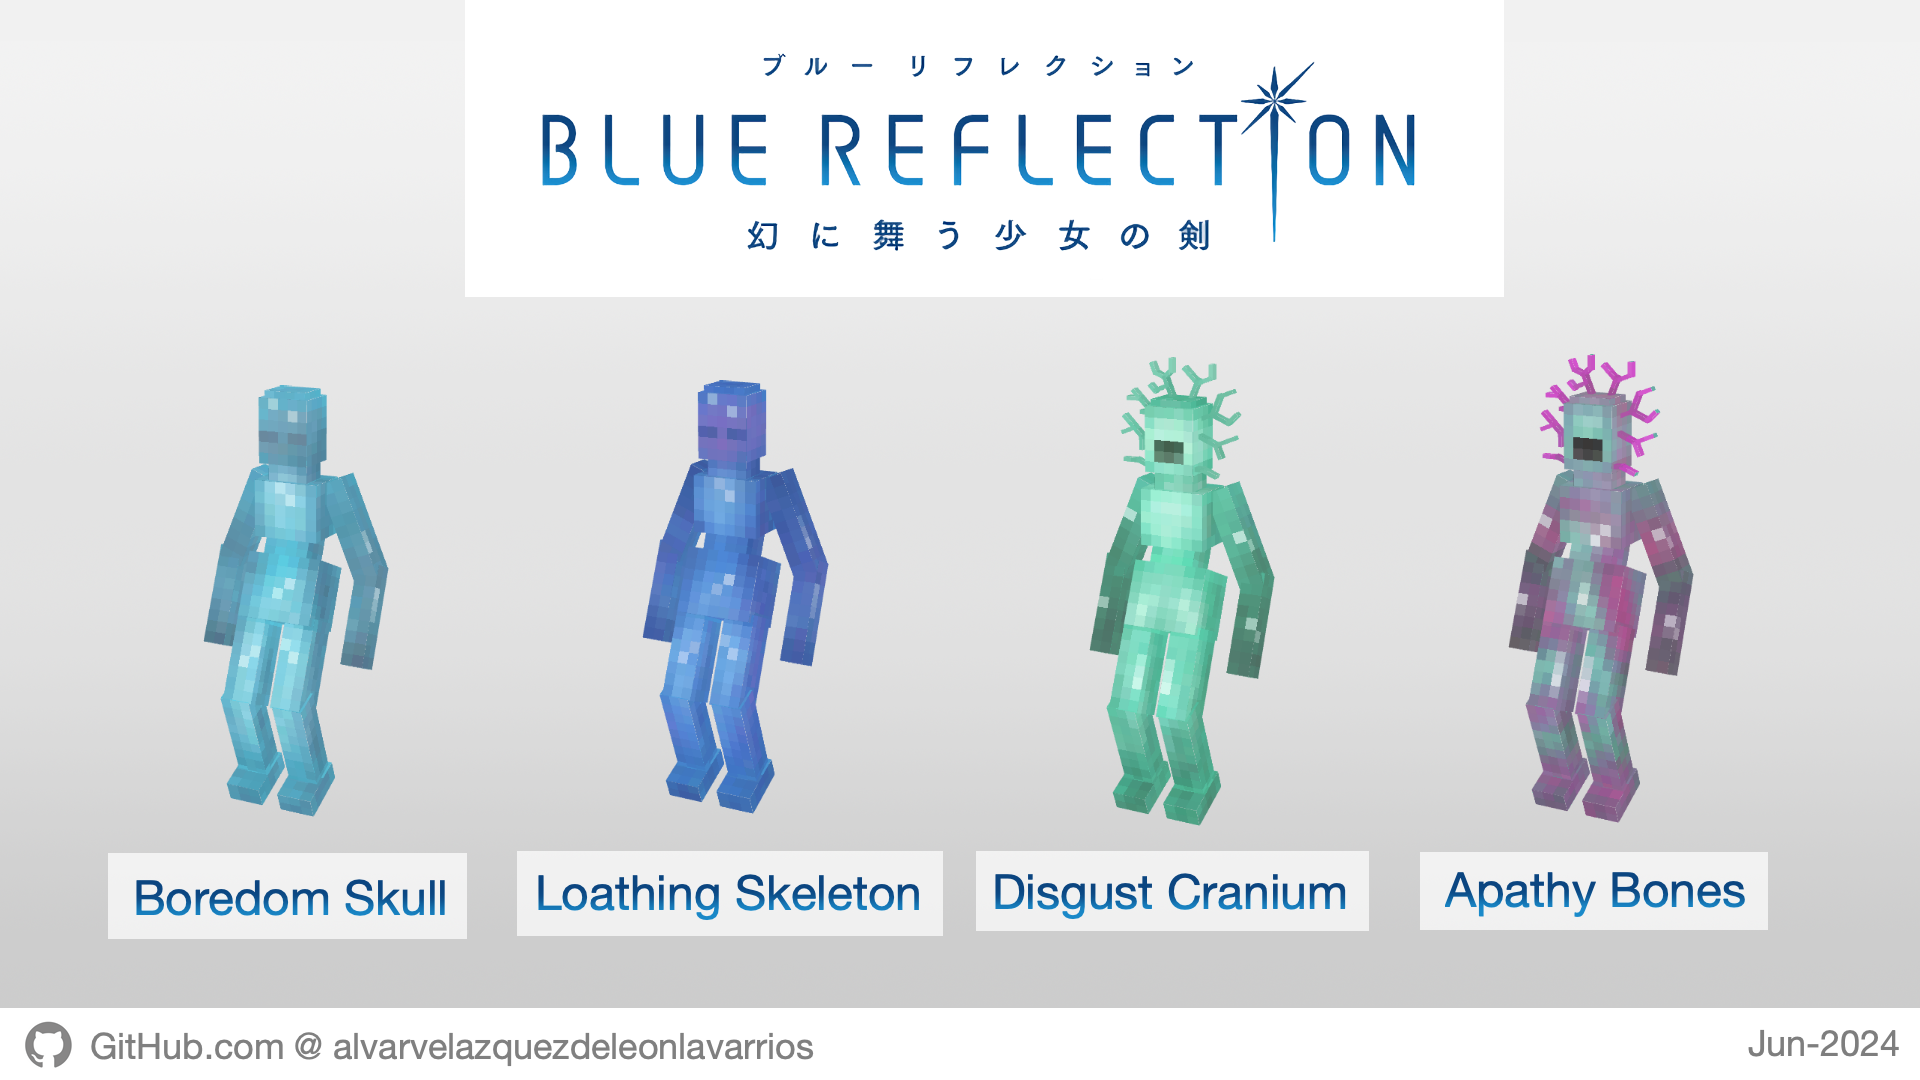 ブルーリフレクション
BLUE REFLECTION
幻に舞う少女の剣
Boredom Skull
Loathing Skeleton
Disgust Cranium
Apathy Bones
GitHub.com @ alvarvelazquezdeleonlavarrios
Jun-2024